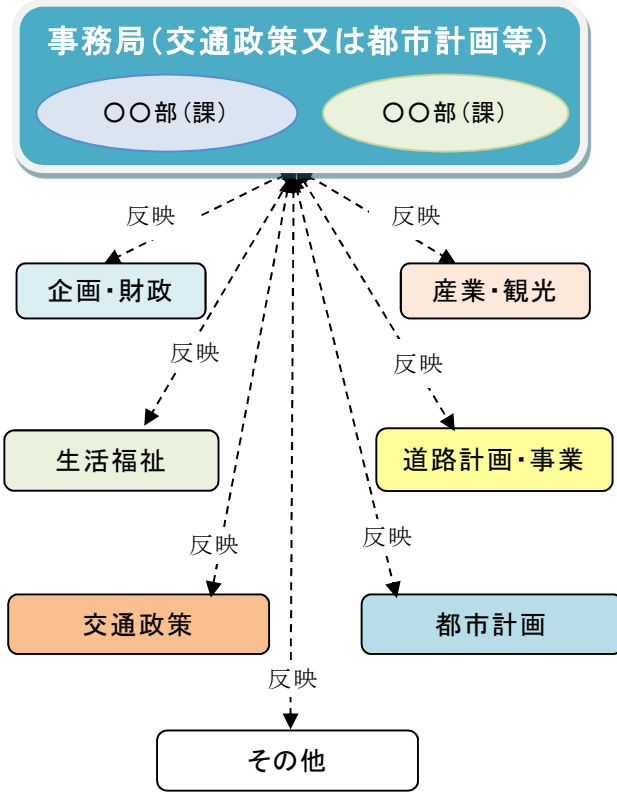 事務局(交通政策又は都市計画等)
〇〇部(課)
〇〇部(課)
反映
反映
企画・財政
産業・観光
反映
反映
生活福祉
道路計画・事業
反映
反映
交通政策
都市計画
反映
その他